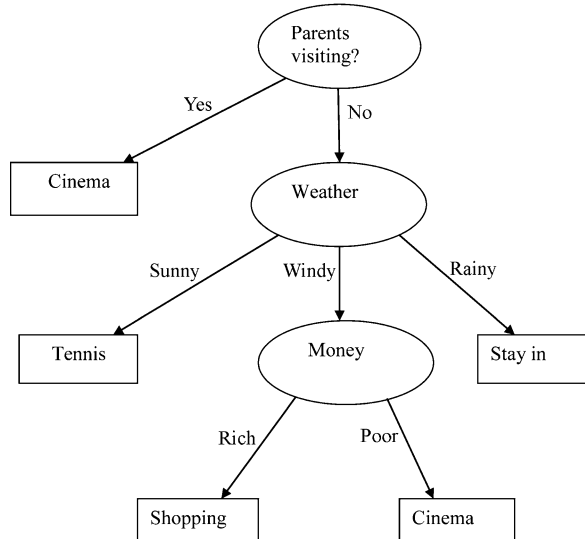 Parents
visiting?
Yes
No
Cinema
Weather
Sunny
Windy
Rainy
Tennis
Money
Stay in
Rich
Poor
Shopping
Cinema